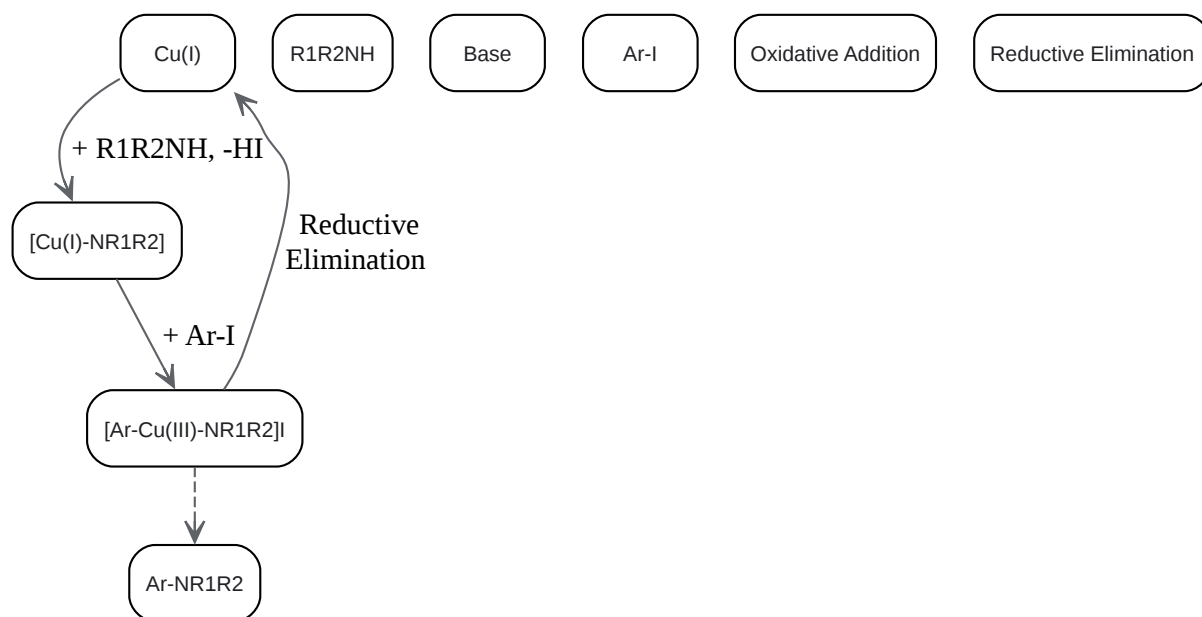 Cu(I)
R1R2NH
Base
Ar-I
Oxidative Addition
Reductive Elimination
+ R1R2NH, -HI
[Cu(I)-NR1R2]
Reductive
Elimination
+ Ar-I
[Ar-Cu(III)-NR1R2]I
Ar-NR1R2